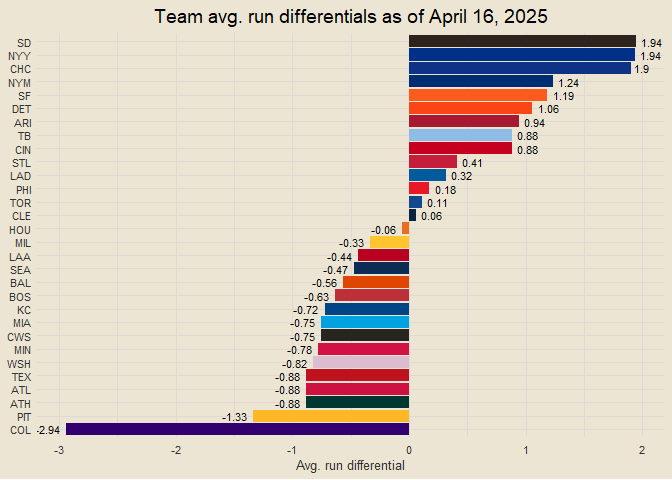 Team avg. run differentials as of April 16, 2025
SD 1.94
NYY 1.94
CHC 1.9
NYM 1.24
SF 1.19
DET 1.06
ARI 0.94
TB 0.88
CIN 0.88
STL 0.41
LAD 0.32
PHI 0.18
TOR 0.11
CLE 0.06
HOU -0.06
MIL -0.33
LAA -0.44
SEA -0.47
BAL -0.56
BOS -0.63
KC -0.72
MIA -0.75
CWS -0.75
MIN -0.78
WSH -0.82
TEX -0.88
ATL -0.88
ATH -0.88
PIT -1.33
COL -2.94
-3 -2 -1 0 1 2
Avg. run differential